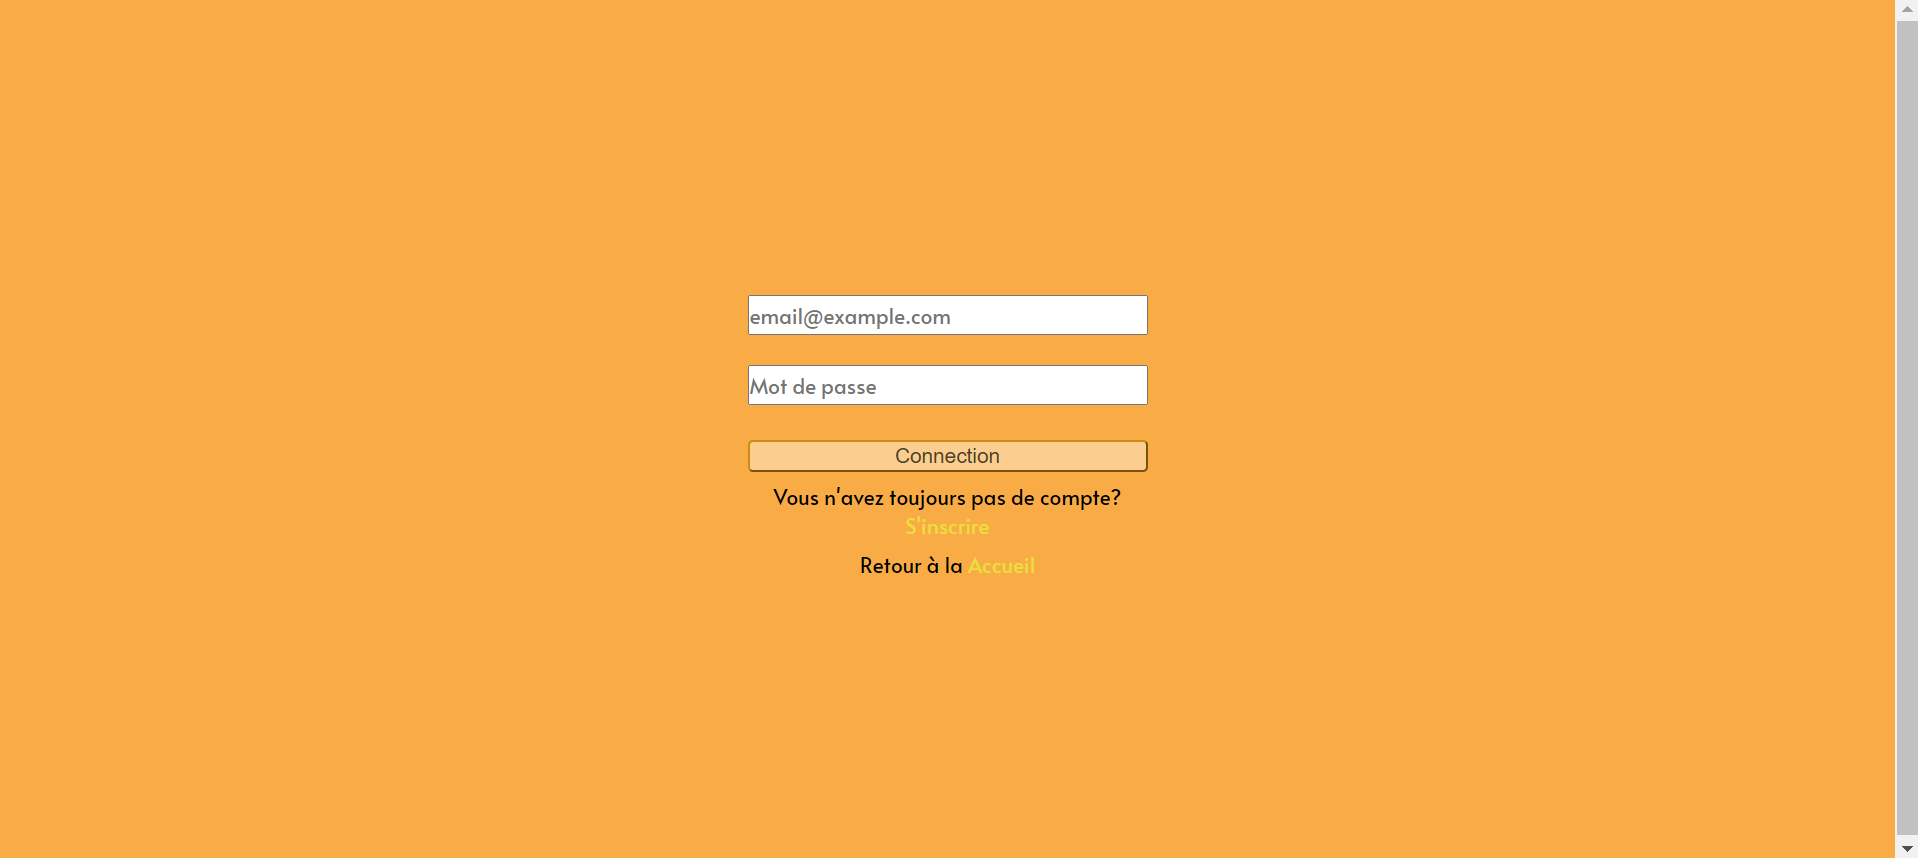 email@example.com
Mot de passe
Connection
Vous n'avez toujours pas de compte?
S'inscrire
Retour à la Accueil